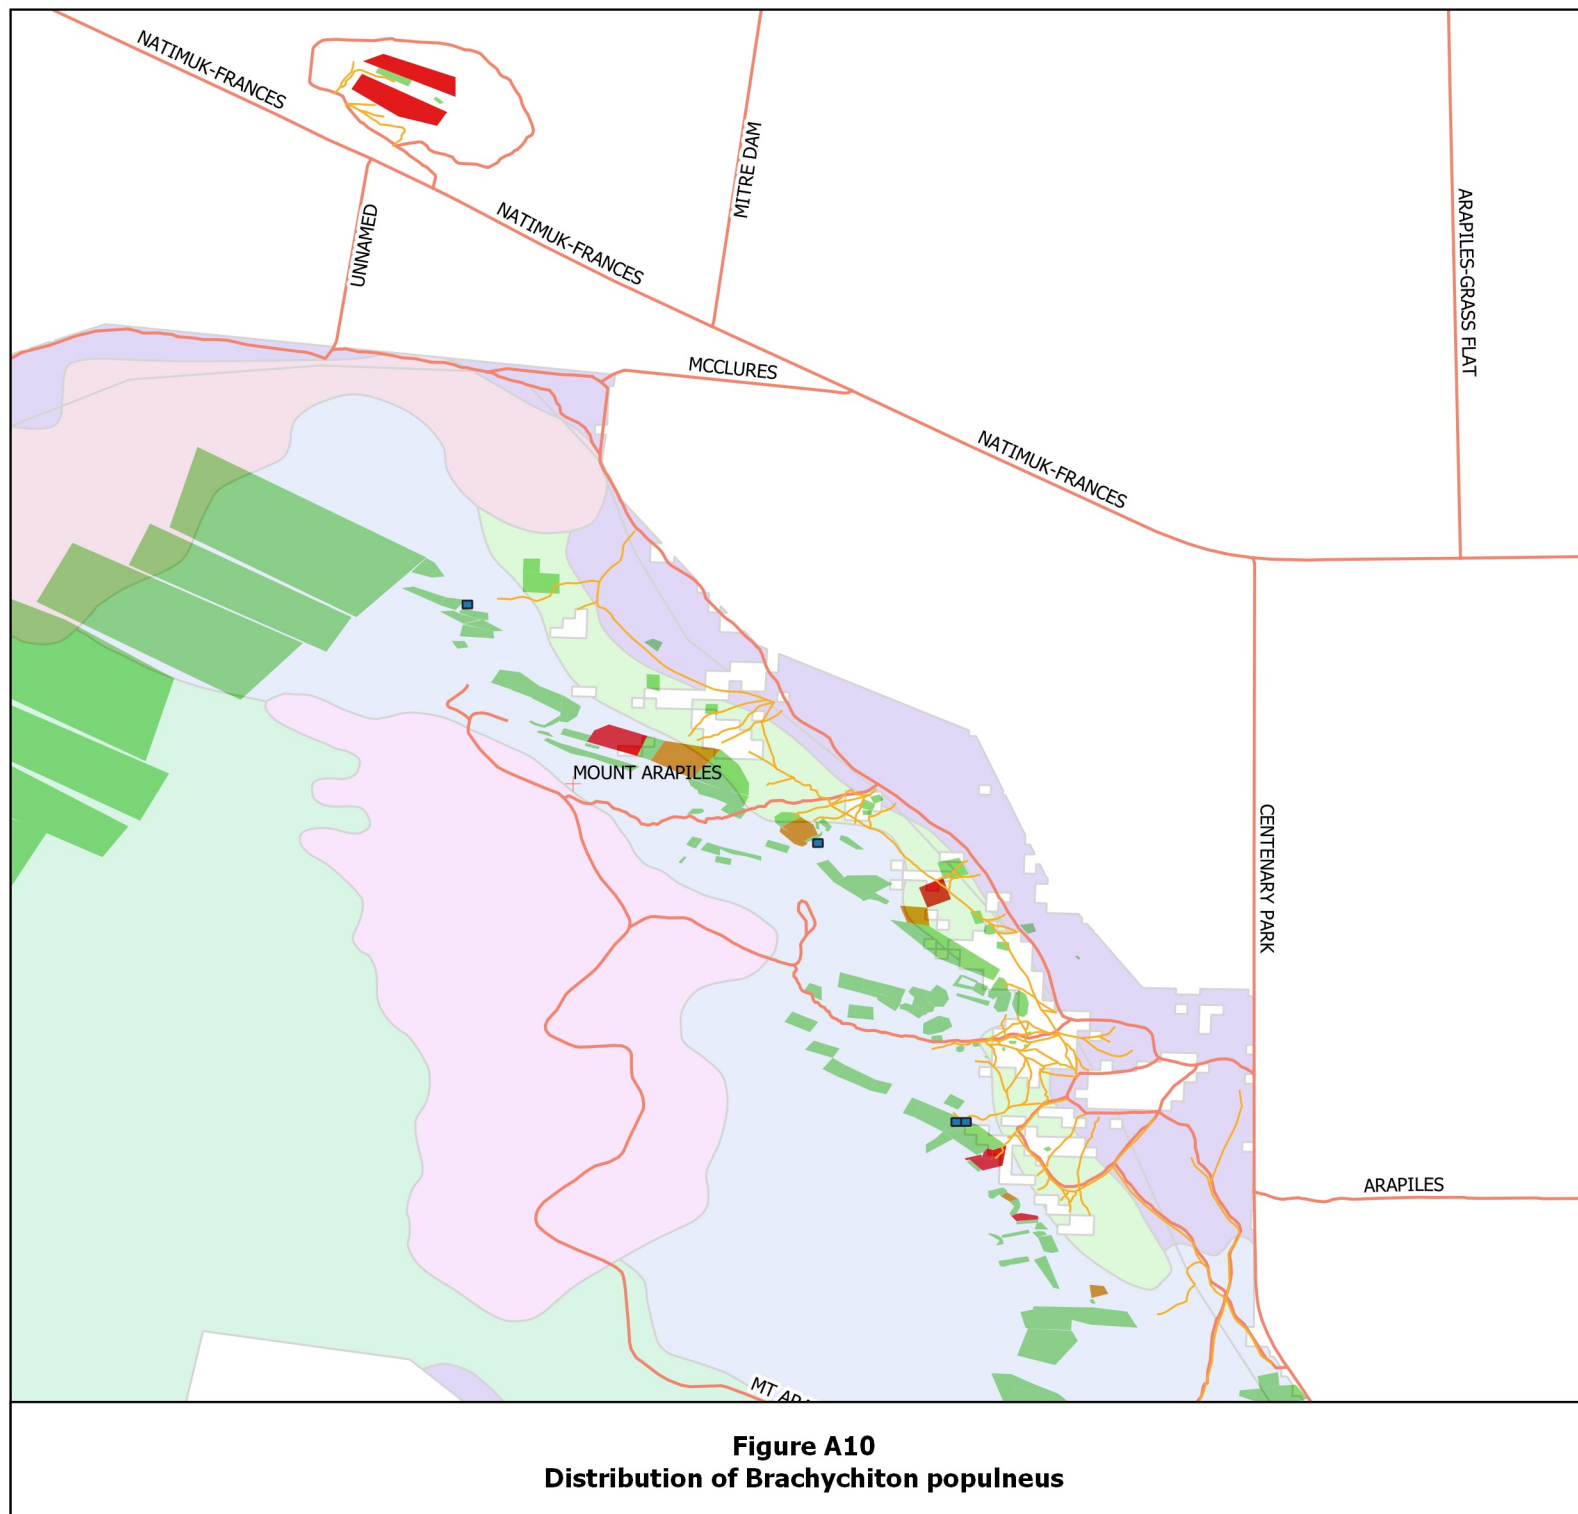 NATIMUK-FRANCES
MITRE DAM
UNNAMED
NATIMUK-FRANCES
ARAPILES-GRASS FLAT
MCCLURES
NATIMUK-FRANCES
MOUNT ARAPILES
CENTENARY PARK
ARAPILES
MT
Figure A10
Distribution of Brachychiton populneus